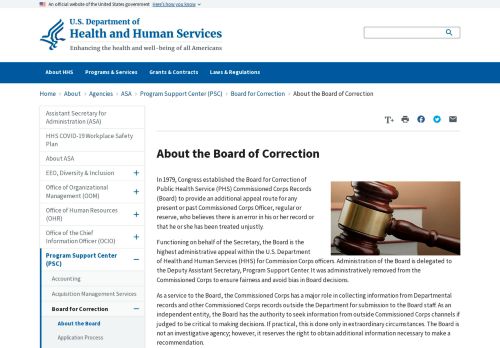 An official website of the United States government Here's how you know
U.S. Department of
Health and Human Services
Enhancing the health and well-being of all Americans
About HHS Programs & Services Grants & Contracts Laws & Regulations
Home About Agencies ASA Program Support Center (PSC) Board for Correction About the Board of Correction
Assistant Secretary for
Administration (ASA)
HHS COVID-19 Workplace Safety
Plan
About ASA
EEO, Diversity & Inclusion
Office of Organizational
Management (OOM)
Office of Human Resources
(OHR)
Office of the Chief
Information Officer (OCIO)
Program Support Center
(PSC)
Accounting
Acquisition Management Services
Board for Correction
About the Board
Application Process
T+
About the Board of Correction
In 1979, Congress established the Board for Correction of
Public Health Service (PHS) Commissioned Corps Records
(Board) to provide an additional appeal route for any
present or past Commissioned Corps Officer, regular or
reserve, who believes there is an error in his or her record or
that he or she has been treated unjustly.
Functioning on behalf of the Secretary, the Board is the
highest administrative appeal within the U.S. Department
of Health and Human Services (HHS) for Commission Corps officers. Administration of the Board is delegated to
the Deputy Assistant Secretary, Program Support Center. It was administratively removed from the
Commissioned Corps to ensure fairness and avoid bias in Board decisions.
As a service to the Board, the Commissioned Corps has a major role in collecting information from Departmental
records and other Commissioned Corps records outside the Department for submission to the Board staff. As an
independent entity, the Board has the authority to seek information from outside Commissioned Corps channels if
judged to be critical to making decisions. If practical, this is done only in extraordinary circumstances. The Board is
not an investigative agency; however, it reserves the right to obtain additional information necessary to make a
recommendation.